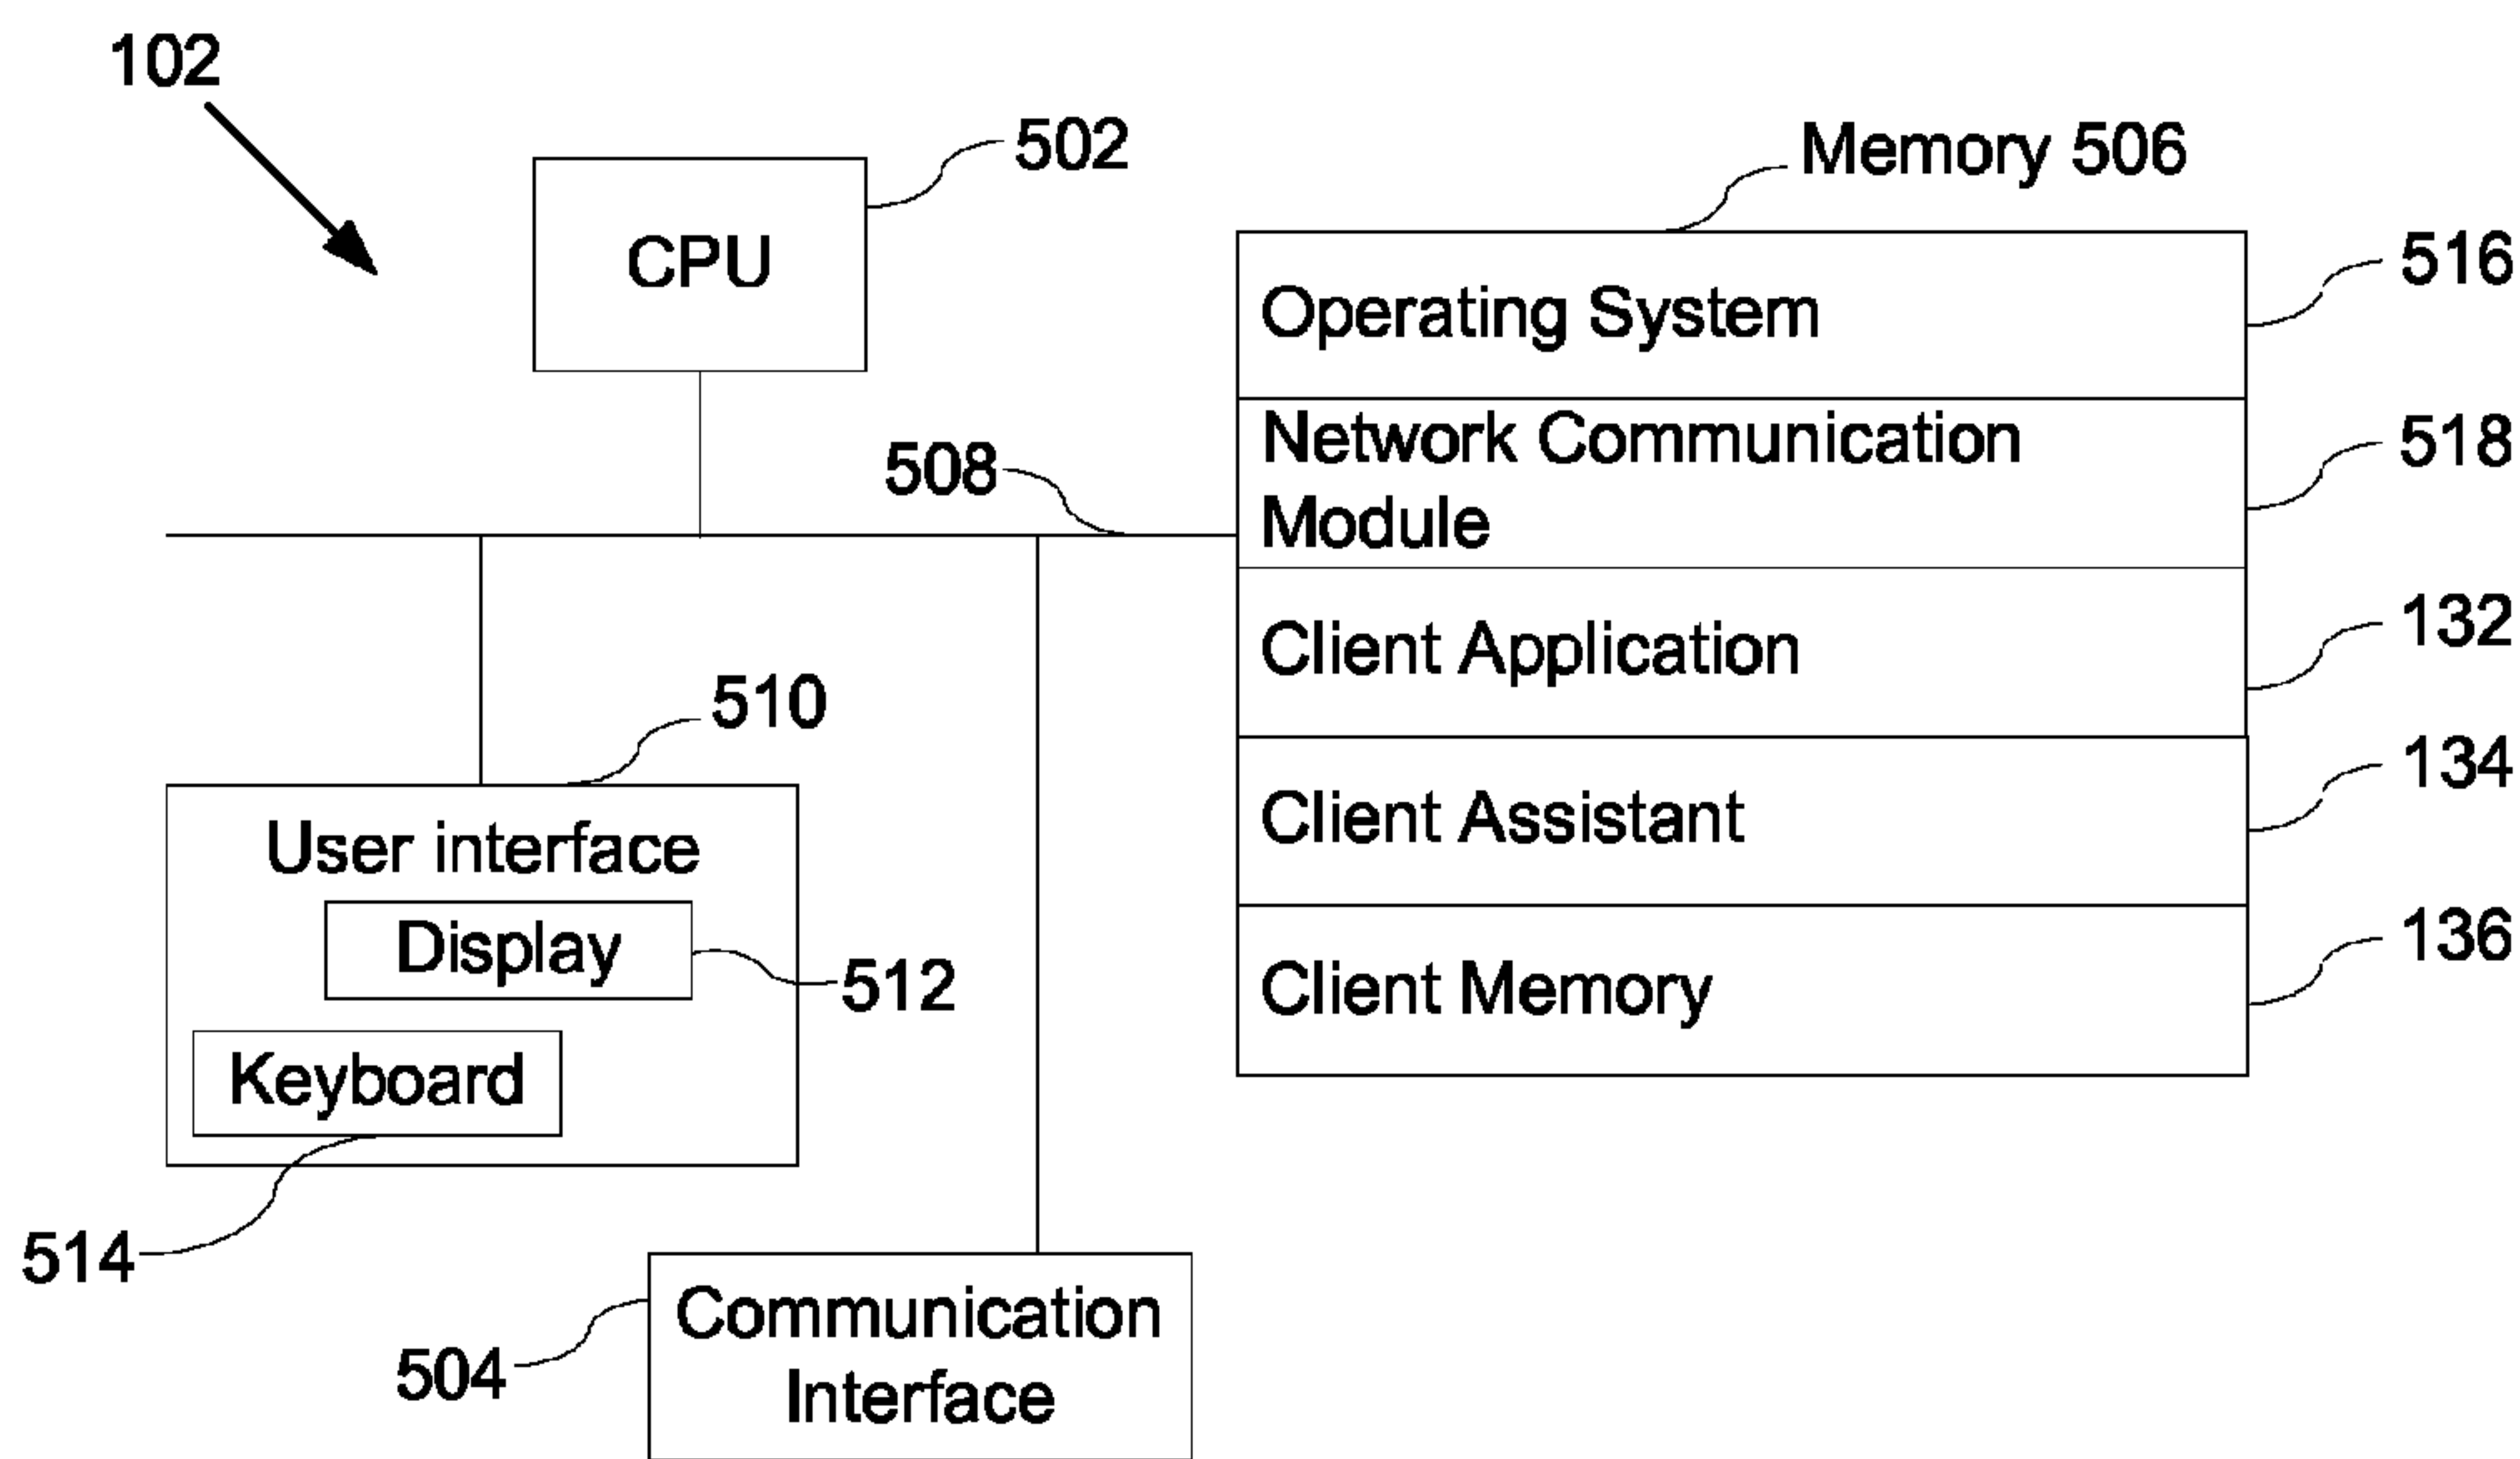 102
502
CPU
Memory 506
516
Operating System
508
Network Communication
Module
518
132
Client Application
510
134
Client Assistant
User interface
Display
512
136
Client Memory
Keyboard
514
504
Communication
Interface